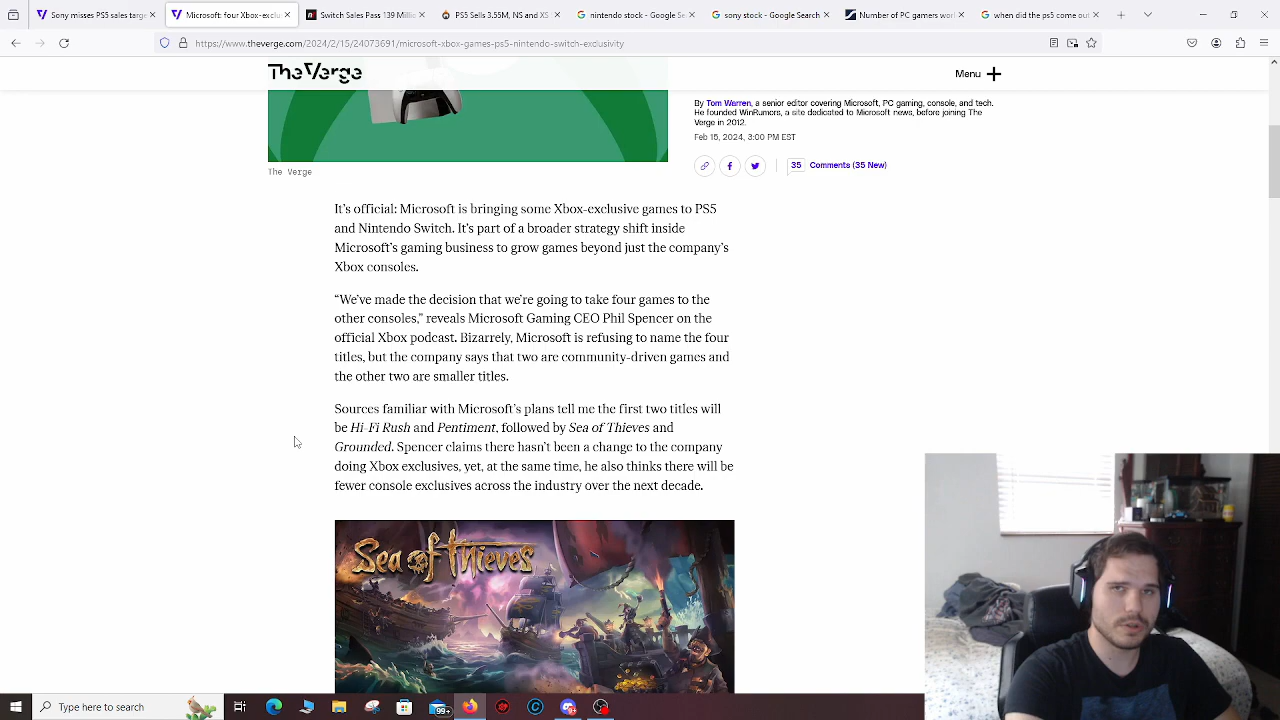 Sony misses PS5 sales targe
Microsoft: four Xbox-exclu
Switch Sales Pass 139 Millic
PS5 Sells 3.55M, NS and XS
nintendo stock - Google Se
sony stock - Google Search
Number of PC gamers worl
when did the ps5 come out
https://www.theverge.com/2024/2/15/24073691/microsoft-xbox-games-ps5-nintendo-switch-exclusivity
The Verge
Menu
By Tom Warren, a senior editor covering Microsoft, PC gaming, console, and tech.
He founded WinRumors, a site dedicated to Microsoft news, before joining The
Verge in 2012.
Feb 15, 2024, 3:00 PM EST
35 Comments (35 New)
The Verge
It's official: Microsoft is bringing some Xbox-exclusive games to PS5
and Nintendo Switch. It's part of a broader strategy shift inside
Microsoft's gaming business to grow games beyond just the company's
Xbox consoles.
“We've made the decision that we're going to take four games to the
other consoles,” reveals Microsoft Gaming CEO Phil Spencer on the
official Xbox podcast. Bizarrely, Microsoft is refusing to name the four
titles, but the company says that two are community-driven games and
the other two are smaller titles.
Sources familiar with Microsoft's plans tell me the first two titles will
be Hi-Fi Rush and Pentiment, followed by Sea of Thieves and
Grounded. Spencer claims there hasn't been a change to the company
doing Xbox exclusives, yet, at the same time, he also thinks there will be
fewer console exclusives across the industry over the next decade.
Sea of Thieves
Type here to search
99+